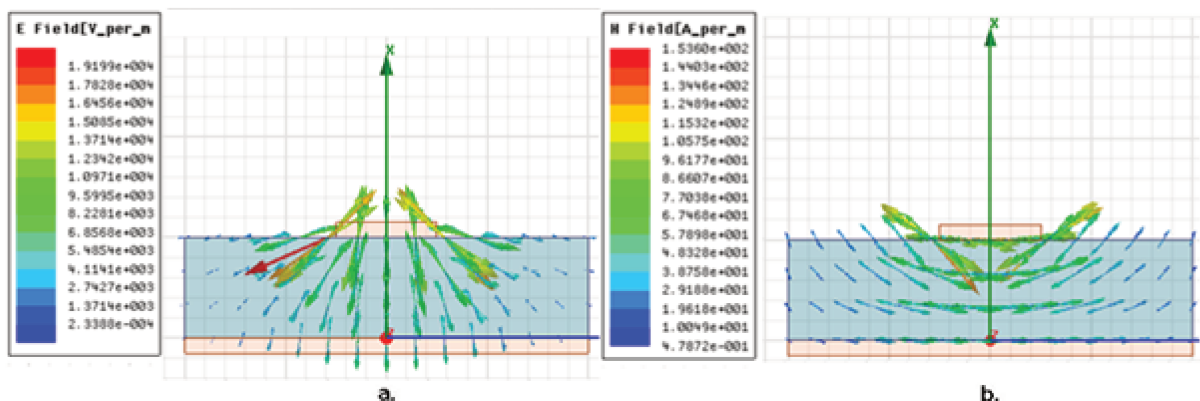 E Field[V_per_m
1.9199e+004
1.7828e+004
1.6456e+004
1.5085e+004
1.3714e+004
1.2342e+004
1.0971e+004
9.5995e+003
8.2281e+003
6.8568e+003
5.4854e+003
4.1141e+003
2.7427e+003
1.3714e+003
2.3388e-004
X
a.
H Field[A_per_m
1.5360e+002
1.4403e+002
1.3446e+002
1.2489e+002
1.1532e+002
1.0575e+002
9.6177e+001
8.6607e+001
7.7038e+001
6.7468e+001
5.7898e+001
4.8328e+001
3.8758e+001
2.9188e+001
1.9618e+001
1.0049e+001
4.7872e-001
X
b.